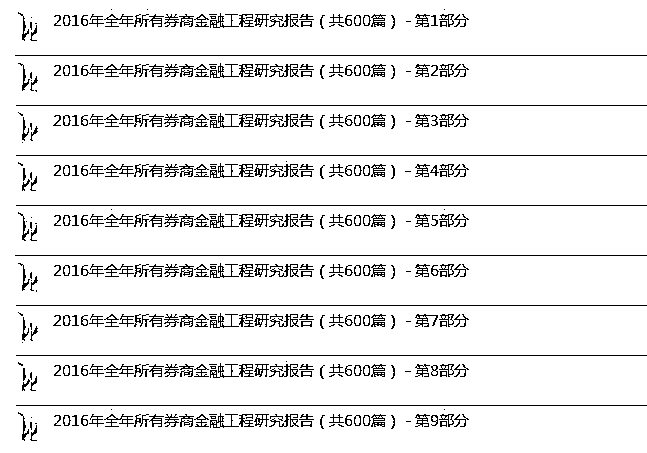 2016年全年所有券商金融工程研究报告（共600篇） - 第1部分
2016年全年所有券商金融工程研究报告（共600篇） - 第2部分
2016年全年所有券商金融工程研究报告（共600篇） - 第3部分
2016年全年所有券商金融工程研究报告（共600篇） - 第4部分
2016年全年所有券商金融工程研究报告（共600篇） - 第5部分
2016年全年所有券商金融工程研究报告（共600篇） - 第6部分
2016年全年所有券商金融工程研究报告（共600篇） - 第7部分
2016年全年所有券商金融工程研究报告（共600篇） - 第8部分
2016年全年所有券商金融工程研究报告（共600篇） - 第9部分